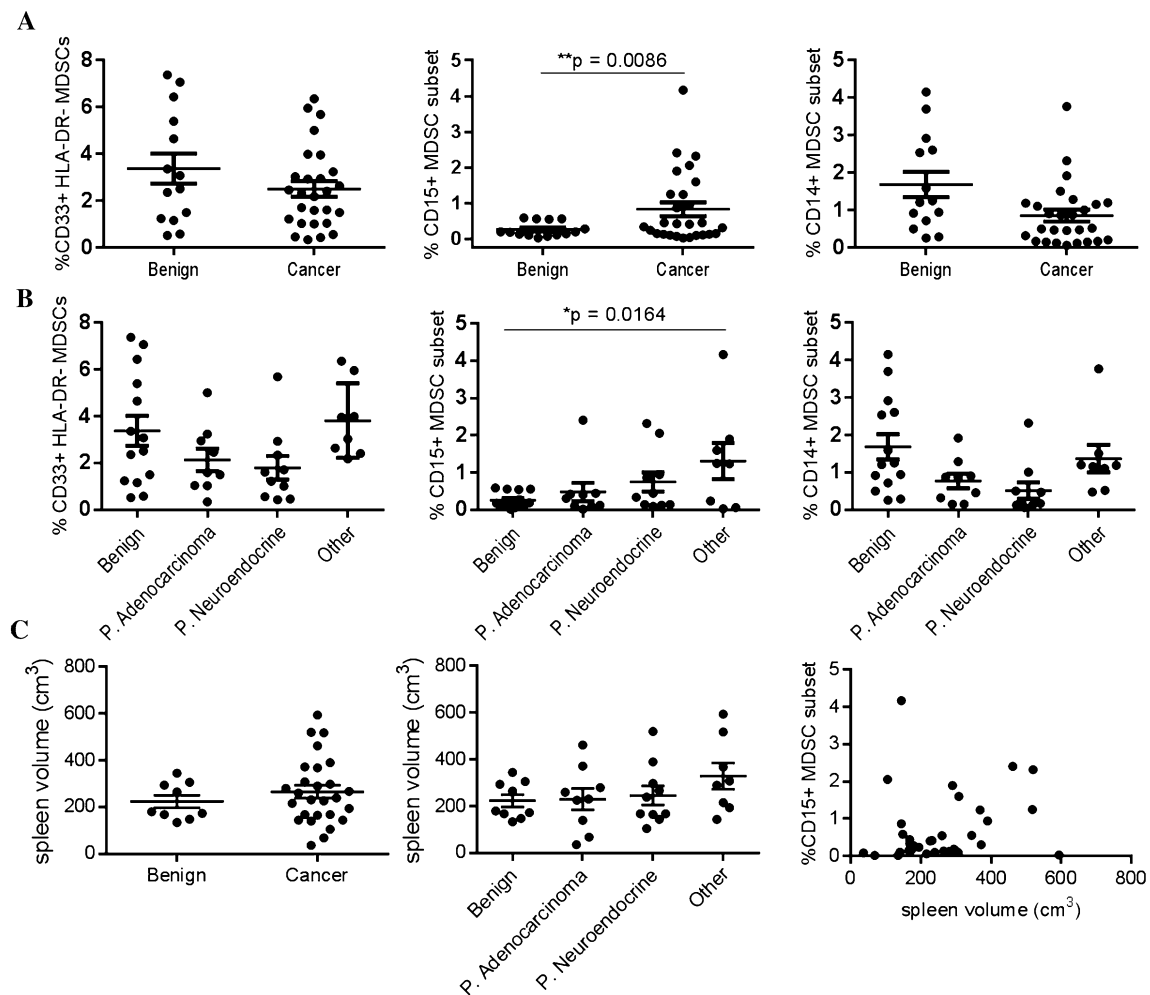 A
%CD33+ HLA-DR- MDSCs
8
6
4
2
0
Benign
Cancer
% CD15+ MDSC subset
5
4
3
2
1
0
**p = 0.0086
Benign
Cancer
% CD14+ MDSC subset
5
4
3
2
1
0
Benign
Cancer
B
% CD33+ HLA-DR- MDSCs
8
6
4
2
0
Benign
P. Adenocarcinoma
P. Neuroendocrine
Other
% CD15+ MDSC subset
5
4
3
2
1
0
*p = 0.0164
Benign
P. Adenocarcinoma
P. Neuroendocrine
Other
% CD14+ MDSC subset
5
4
3
2
1
0
Benign
P. Adenocarcinoma
P. Neuroendocrine
Other
C
spleen volume (cm³)
800
600
400
200
0
Benign
Cancer
spleen volume (cm³)
800
600
400
200
0
Benign
P. Adenocarcinoma
P. Neuroendocrine
Other
%CD15+ MDSC subset
5
4
3
2
1
0
0 200 400 600 800
spleen volume (cm³)